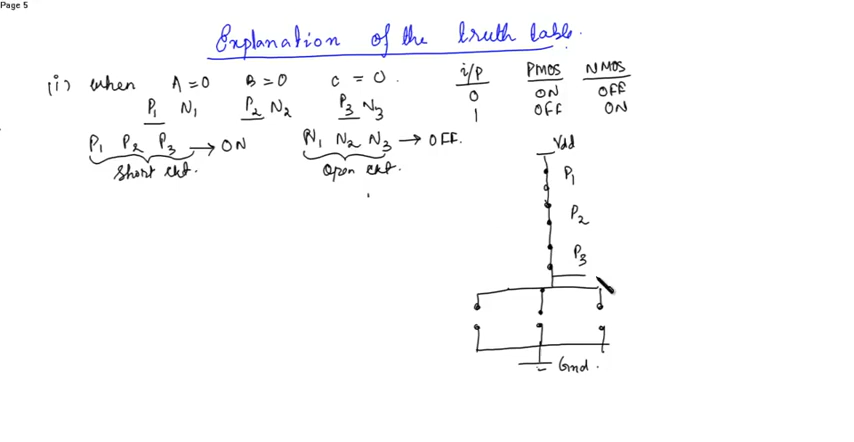 Page 5
Explanation of the truth table.
(i) when A=0 B=0 C=0.
P1 N1 P2 N2 P3 N3
P1 P2 P3 → ON N1 N2 N3 → OFF.
Short ckt. Open ckt.
i/P PMOS NMOS
0 ON OFF
1 OFF ON
Vdd
P1
P2
P3
Gnd.